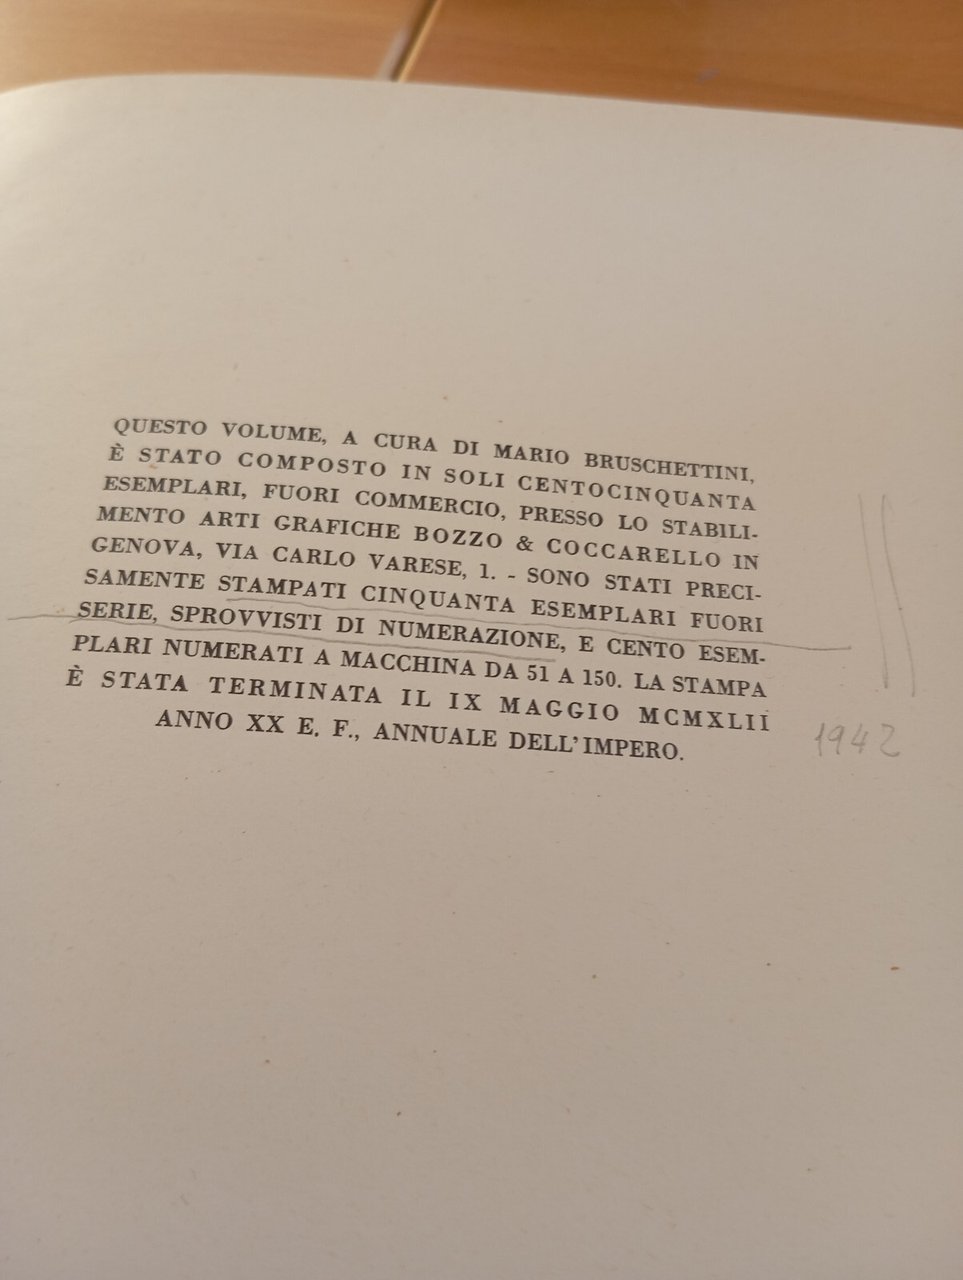 QUESTO VOLUME, A CURA DI MARIO BRUSCHETTINI,
È STATO COMPOSTO IN SOLI CENTOCINQUANTA
ESEMPLARI, FUORI COMMERCIO, PRESSO LO STABILI-
MENTO ARTI GRAFICHE BOZZO & COCCARELLO IN
GENOVA, VIA CARLO VARESE, 1. - SONO STATI PRECI-
SAMENTE STAMPATI CINQUANTA ESEMPLARI FUORI
SERIE, SPROVVISTI DI NUMERAZIONE, E CENTO ESEM-
PLARI NUMERATI A MACCHINA DA 51 A 150. LA STAMPA
È STATA TERMINATA IL IX MAGGIO MCMXLII
ANNO XX E. F., ANNUALE DELL'IMPERO.
1942